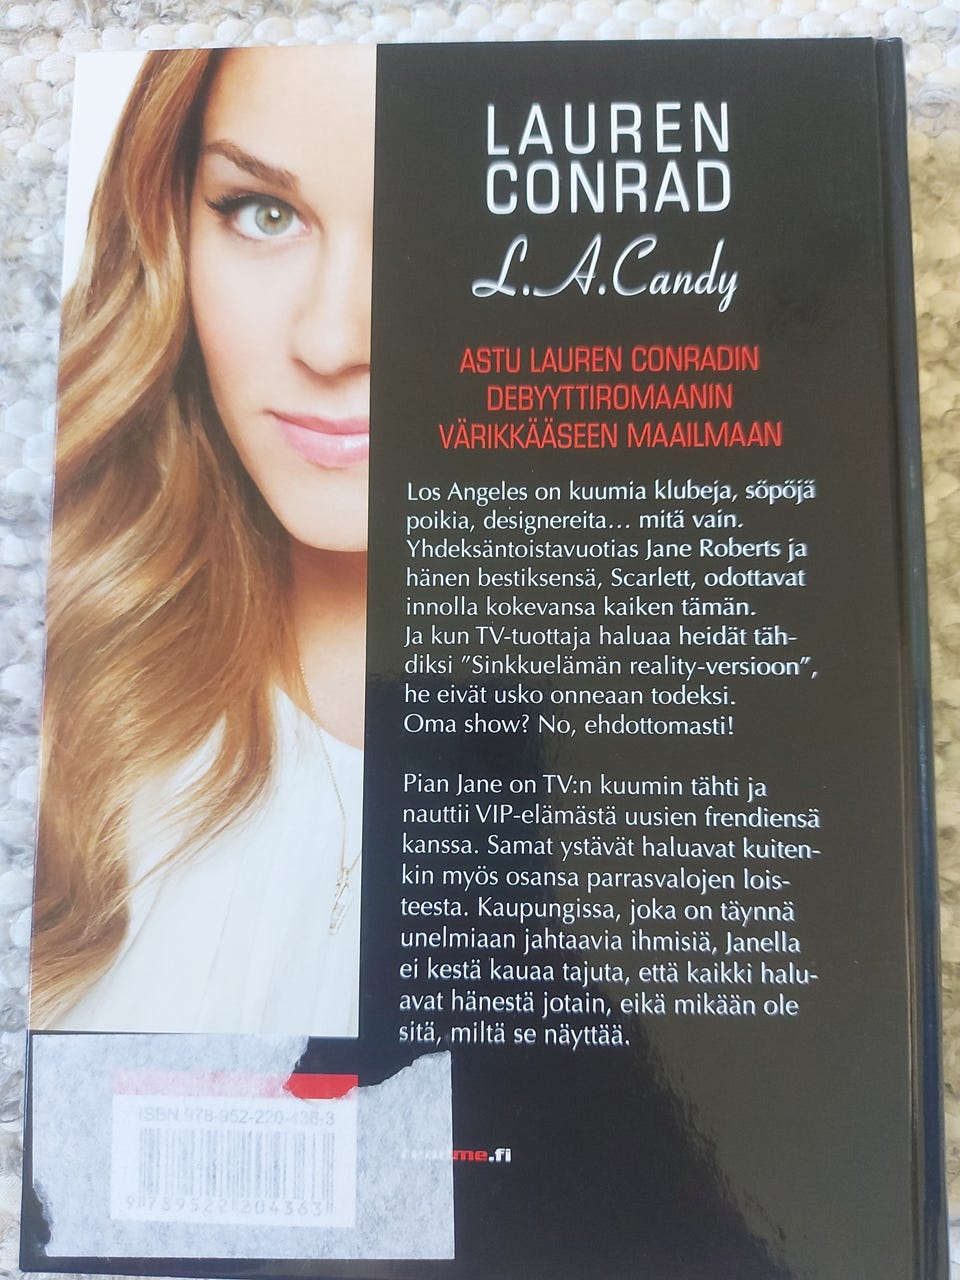 LAUREN
CONRAD
L.A.Candy
ASTU LAUREN CONRADIN
DEBYYTTIROMAANIN
VÄRIKKÄÄSEEN MAAILMAAN
Los Angeles on kuumia klubeja, söpöjä
poikia, designereita... mitä vain.
Yhdeksäntoistavuotias Jane Roberts ja
hänen bestiksensä, Scarlett, odottavat
innolla kokevansa kaiken tämän.
Ja kun TV-tuottaja haluaa heidät täh-
diksi ”Sinkkuelämän reality-versioon”,
he eivät usko onneaan todeksi.
Oma show? No, ehdottomasti!
Pian Jane on TV:n kuumin tähti ja
nauttii VIP-elämästä uusien frendiensä
kanssa. Samat ystävät haluavat kuiten-
kin myös osansa parrasvalojen lois-
teesta. Kaupungissa, joka on täynnä
unelmiaan jahtaavia ihmisiä, Janella
ei kestä kauaa tajuta, että kaikki halu-
avat hänestä jotain, eikä mikään ole
sitä, miltä se näyttää.
ISBN 978-952-220-436-3
9 789522 204363
readme.fi